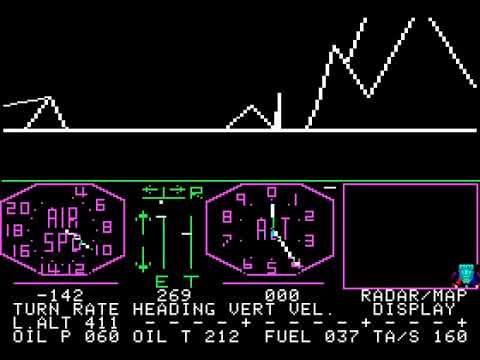 4
6
20
18
16
14 12
10
AIR
SPD
R
E T
0
1
2
3
4
5
6
7
8
9
ALT
-142 269 000 RADAR/MAP
TURN RATE HEADING VERT VEL. DISPLAY
L.ALT 411 - - - - - + - - - - + - - - - +
OIL P 060 OIL T 212 FUEL 037 TA/S 160